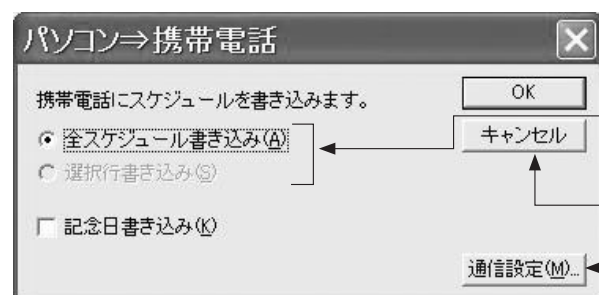 パソコン⇒携帯電話
携帯電話にスケジュールを書き込みます。
OK
全スケジュール書き込み(A)
キャンセル
選択行書き込み(S)
記念日書き込み(K)
通信設定(M)...